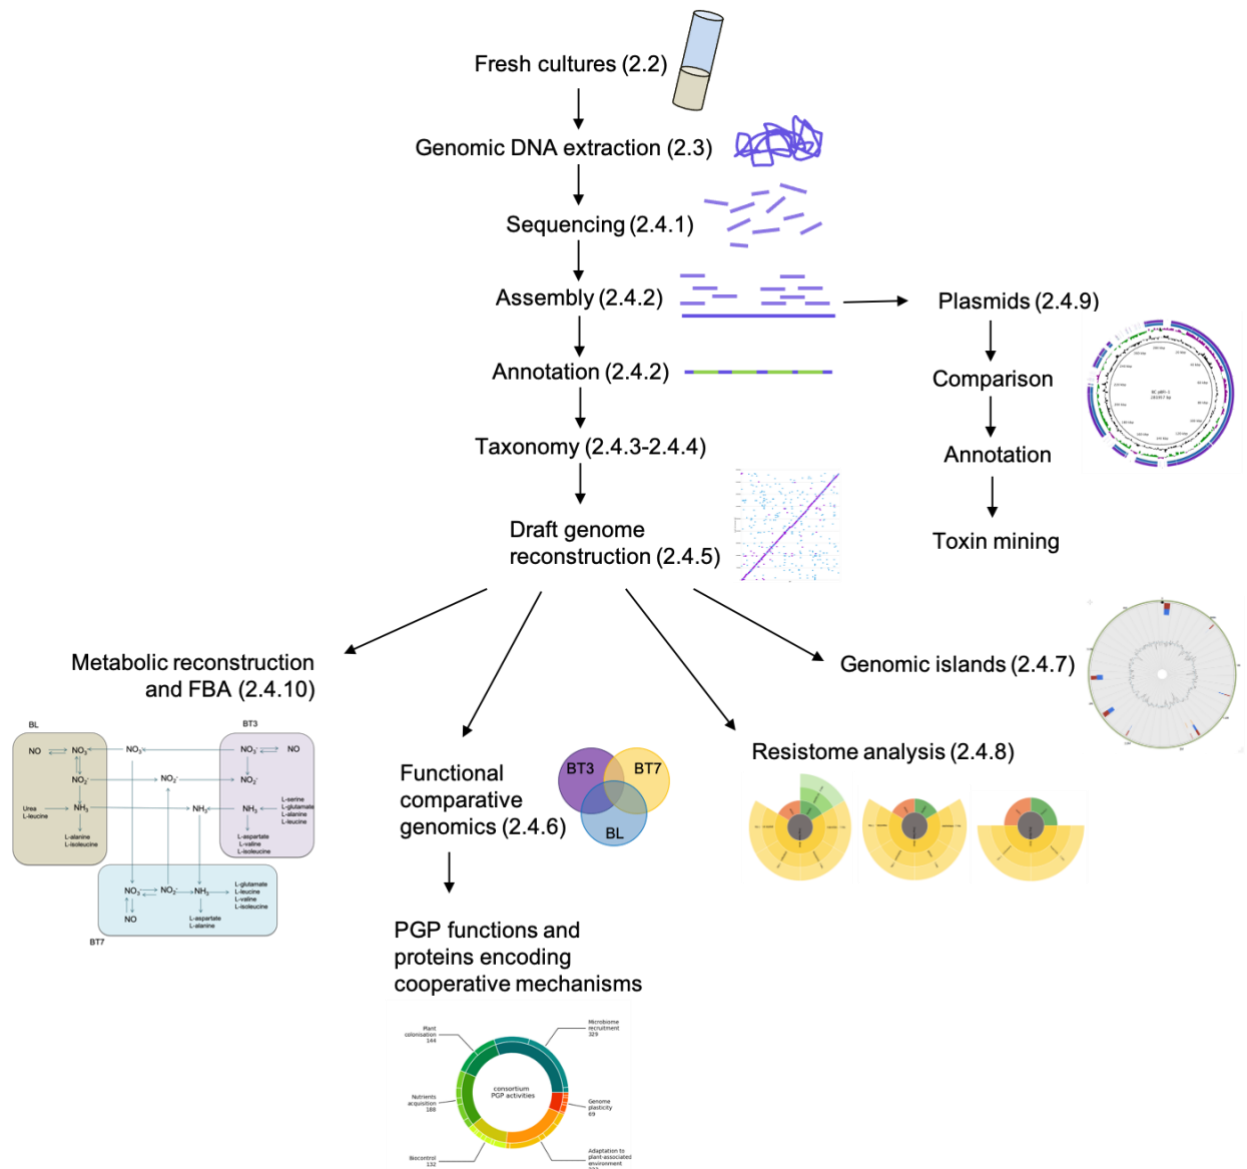 Fresh cultures (2.2)
Genomic DNA extraction (2.3)
Sequencing (2.4.1)
Assembly (2.4.2)
Plasmids (2.4.9)
Annotation (2.4.2)
Comparison
Taxonomy (2.4.3-2.4.4)
Annotation
Draft genome
reconstruction (2.4.5)
Toxin mining
Metabolic reconstruction
and FBA (2.4.10)
BL
BT3
NO
NO₃⁻
NO₃⁻
NO₃⁻
NO
NO₂⁻
NO₂⁻
NO₂⁻
Urea
L-leucine
NH₃
NH₃
NH₃
L-serine
L-glutamate
L-alanine
L-leucine
L-alanine
L-isoleucine
L-aspartate
L-valine
L-isoleucine
NO₃⁻
NO₂⁻
NH₃
L-glutamate
L-leucine
L-valine
L-isoleucine
NO
L-aspartate
L-alanine
BT7
Functional
comparative
genomics (2.4.6)
BT3
BT7
BL
Genomic islands (2.4.7)
Resistome analysis (2.4.8)
PGP functions and
proteins encoding
cooperative mechanisms
Plant
colonisation
144
Microbiome
recruitment
329
consortium
PGP activities
Nutrients
acquisition
188
Genome
plasticity
69
Biocontrol
132
Adaptation to
plant-associated
environment